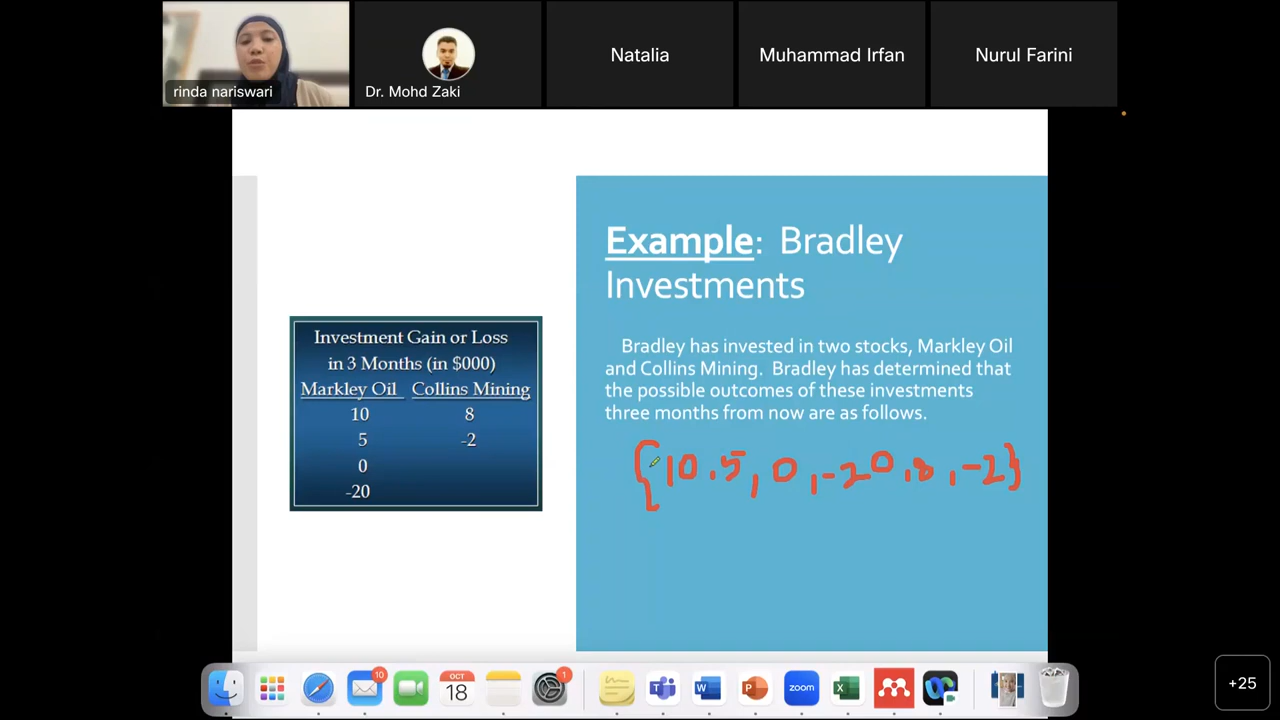 rinda nariswari
Dr. Mohd Zaki
Natalia
Muhammad Irfan
Nurul Farini
Investment Gain or Loss
in 3 Months (in $000)
Markley Oil Collins Mining
10 8
5 -2
0
-20
Example: Bradley
Investments
Bradley has invested in two stocks, Markley Oil
and Collins Mining. Bradley has determined that
the possible outcomes of these investments
three months from now are as follows.
{10,5, 0,-20,8,-2}
10
OCT
18
1
W
P
zoom
X
+25